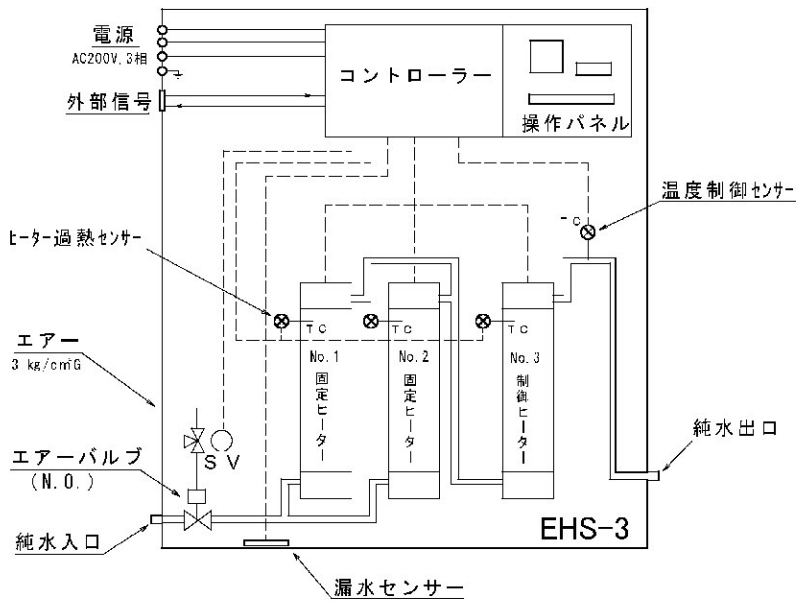 電源
AC200V,3相
外部信号
コントローラー
操作パネル
温度制御センサー
TC
ヒーター過熱センサー
TC
TC
TC
No.1
固定ヒーター
No.2
固定ヒーター
No.3
制御ヒーター
エアー
3 kg/cm²G
SV
エアーバルブ
(N.O.)
純水入口
純水出口
EHS-3
漏水センサー